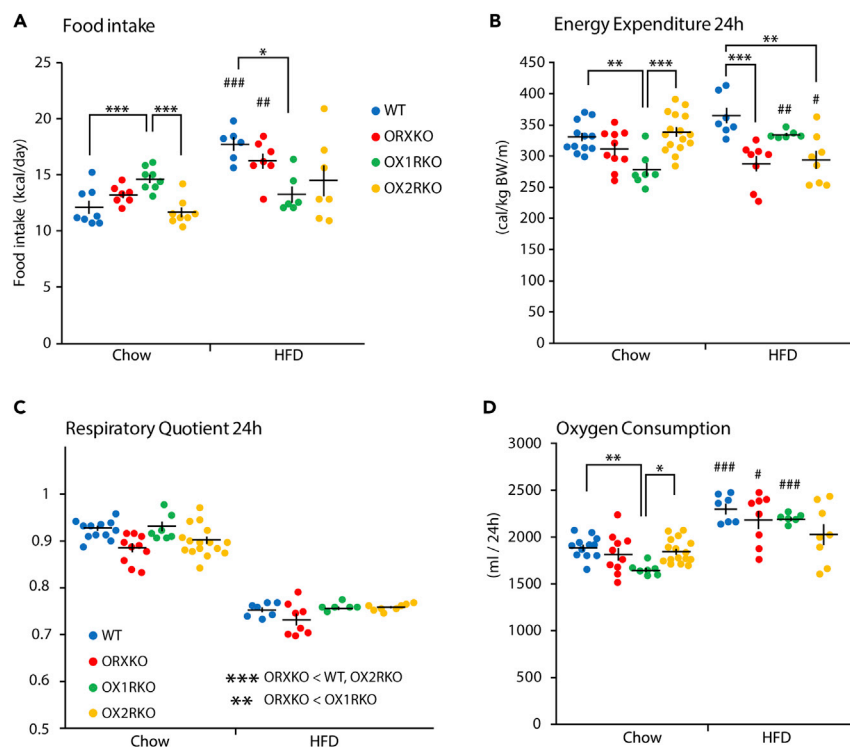 A Food intake
Food intake (kcal/day)
25
20
15
10
5
0
***
***
*
###
##
WT
ORXKO
OX1RKO
OX2RKO
Chow
HFD
B Energy Expenditure 24h
(cal/kg BW/m)
450
400
350
300
250
200
150
100
50
0
**
***
**
***
##
#
Chow
HFD
C Respiratory Quotient 24h
1
0.9
0.8
0.7
0.6
0.5
WT
ORXKO
OX1RKO
OX2RKO
*** ORXKO < WT, OX2RKO
** ORXKO < OX1RKO
Chow
HFD
D Oxygen Consumption
(ml / 24h)
3000
2500
2000
1500
1000
500
0
**
*
###
#
###
Chow
HFD